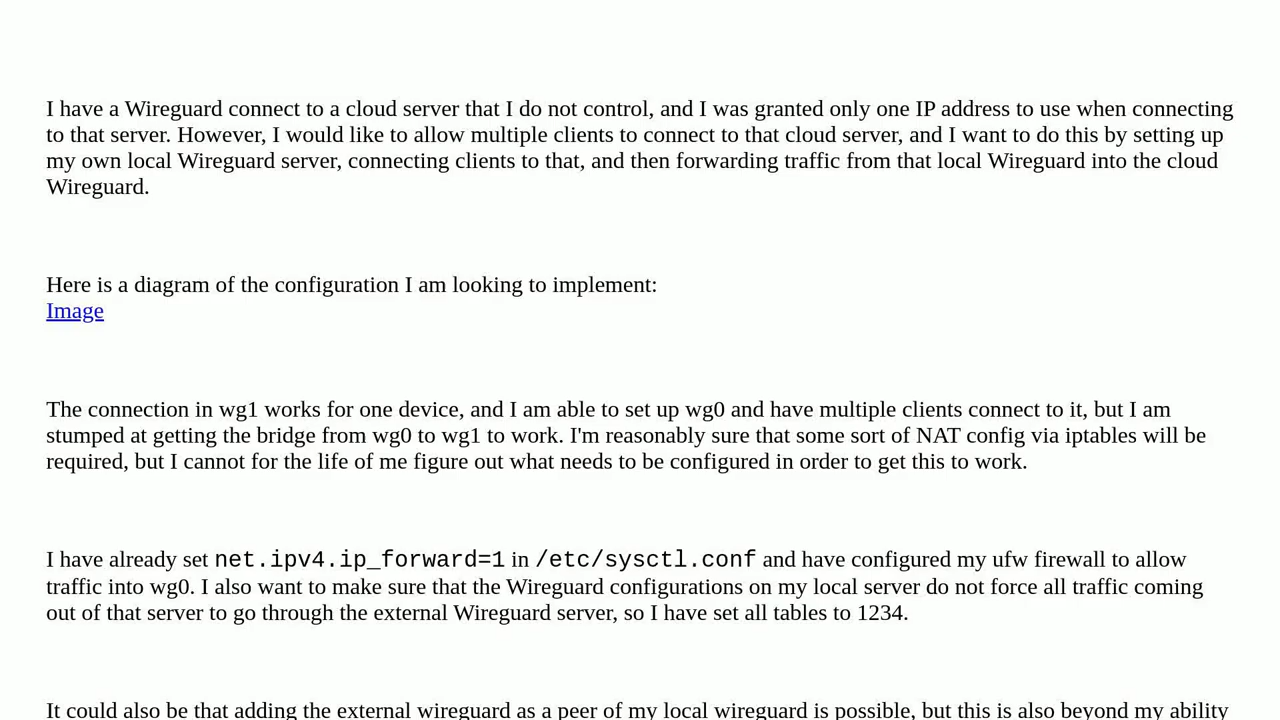 I have a Wireguard connect to a cloud server that I do not control, and I was granted only one IP address to use when connecting
to that server. However, I would like to allow multiple clients to connect to that cloud server, and I want to do this by setting up
my own local Wireguard server, connecting clients to that, and then forwarding traffic from that local Wireguard into the cloud
Wireguard.
Here is a diagram of the configuration I am looking to implement:
Image
The connection in wg1 works for one device, and I am able to set up wg0 and have multiple clients connect to it, but I am
stumped at getting the bridge from wg0 to wg1 to work. I'm reasonably sure that some sort of NAT config via iptables will be
required, but I cannot for the life of me figure out what needs to be configured in order to get this to work.
I have already set net.ipv4.ip_forward=1 in /etc/sysctl.conf and have configured my ufw firewall to allow
traffic into wg0. I also want to make sure that the Wireguard configurations on my local server do not force all traffic coming
out of that server to go through the external Wireguard server, so I have set all tables to 1234.
It could also be that adding the external wireguard as a peer of my local wireguard is possible, but this is also beyond my ability